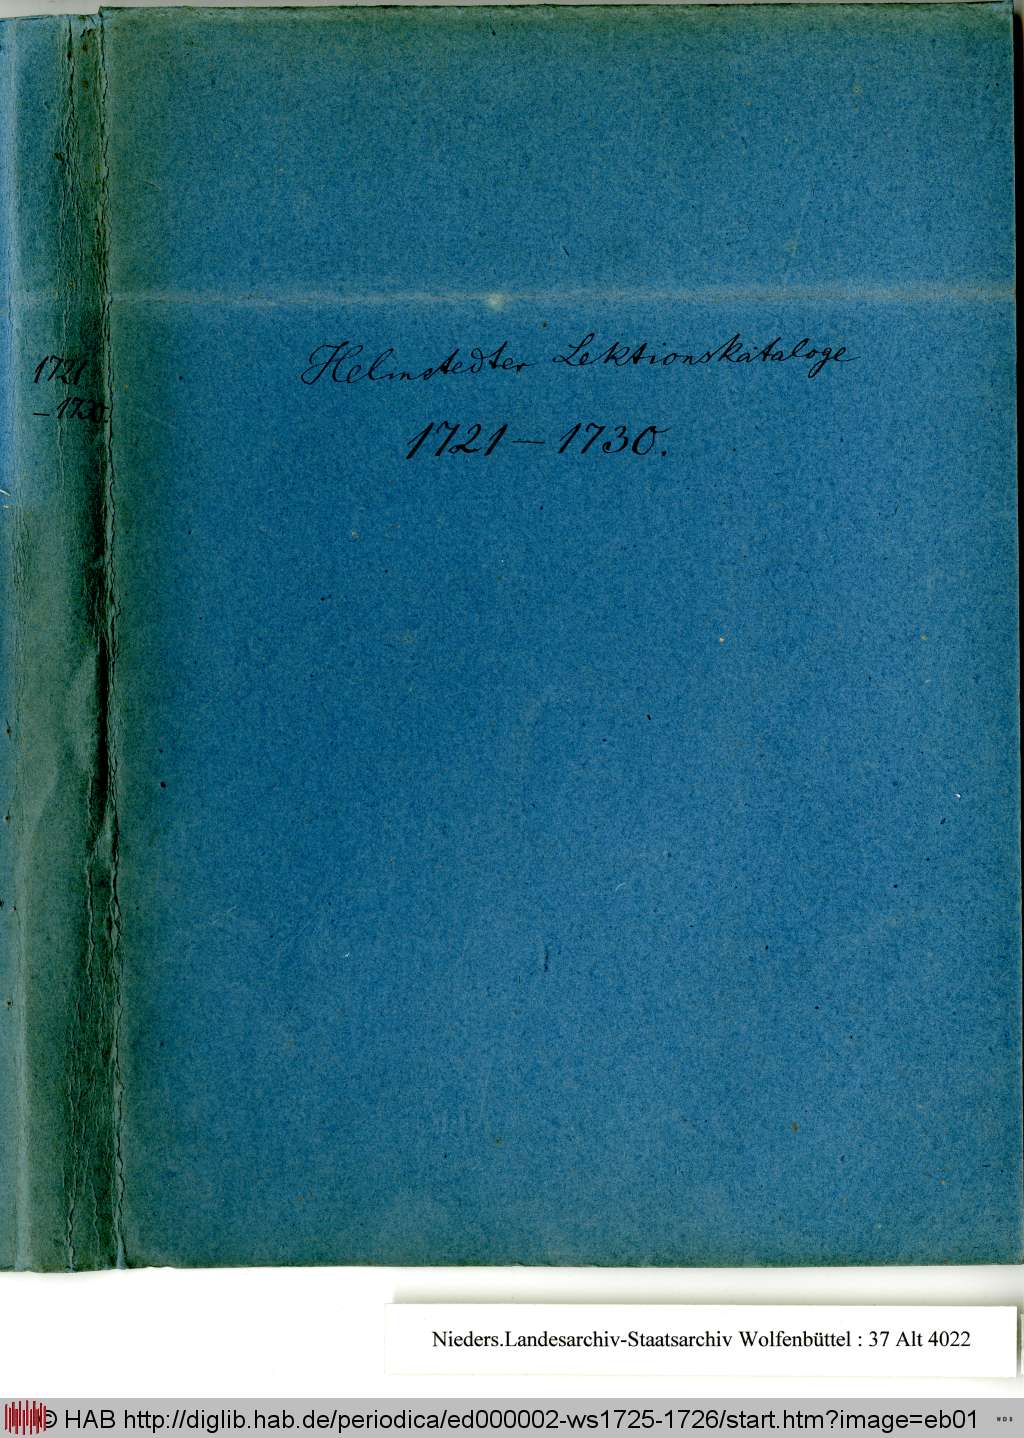 1721
– 1730.
Helmstedter Lektionskataloge
1721 – 1730.
Nieders.Landesarchiv-Staatsarchiv Wolfenbüttel : 37 Alt 4022
© HAB http://diglib.hab.de/periodica/ed000002-ws1725-1726/start.htm?image=eb01